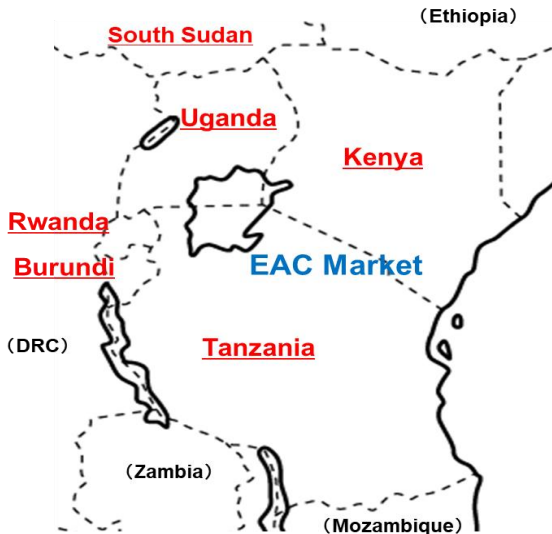 （Ethiopia）
South Sudan
Uganda
Kenya
Rwanda
Burundi
EAC Market
（DRC）
Tanzania
（Zambia）
（Mozambique）